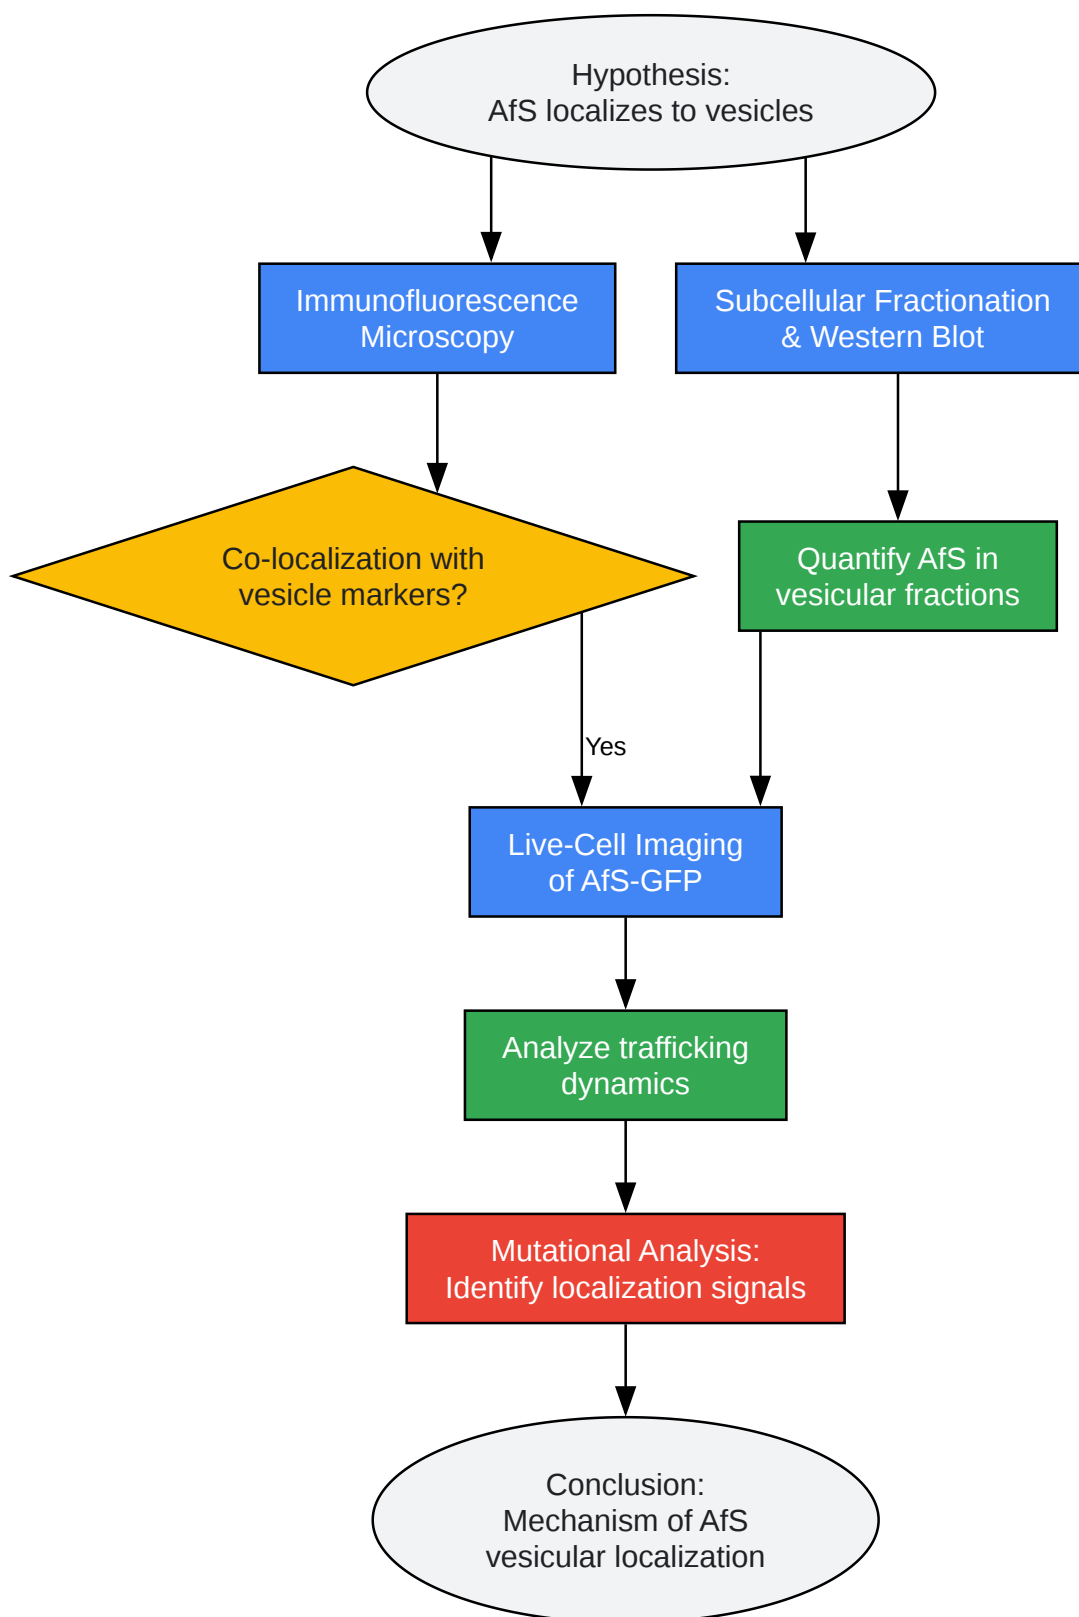 Hypothesis:
AfS localizes to vesicles
Immunofluorescence
Microscopy
Subcellular Fractionation
& Western Blot
Co-localization with
vesicle markers?
Quantify AfS in
vesicular fractions
Yes
Live-Cell Imaging
of AfS-GFP
Analyze trafficking
dynamics
Mutational Analysis:
Identify localization signals
Conclusion:
Mechanism of AfS
vesicular localization